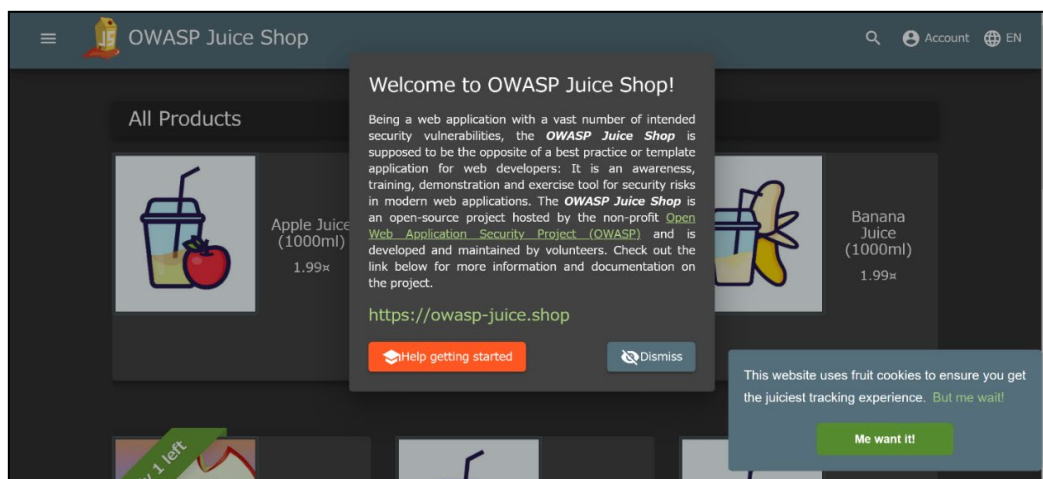 OWASP Juice Shop
Account
EN
All Products
Apple Juice
(1000ml)
1.99¤
Welcome to OWASP Juice Shop!
Being a web application with a vast number of intended
security vulnerabilities, the OWASP Juice Shop is
supposed to be the opposite of a best practice or template
application for web developers: It is an awareness,
training, demonstration and exercise tool for security risks
in modern web applications. The OWASP Juice Shop is
an open-source project hosted by the non-profit Open
Web Application Security Project (OWASP) and is
developed and maintained by volunteers. Check out the
link below for more information and documentation on
the project.
https://owasp-juice.shop
Help getting started
Dismiss
Banana
Juice
(1000ml)
1.99¤
This website uses fruit cookies to ensure you get
the juiciest tracking experience. But me wait!
Me want it!
1 left